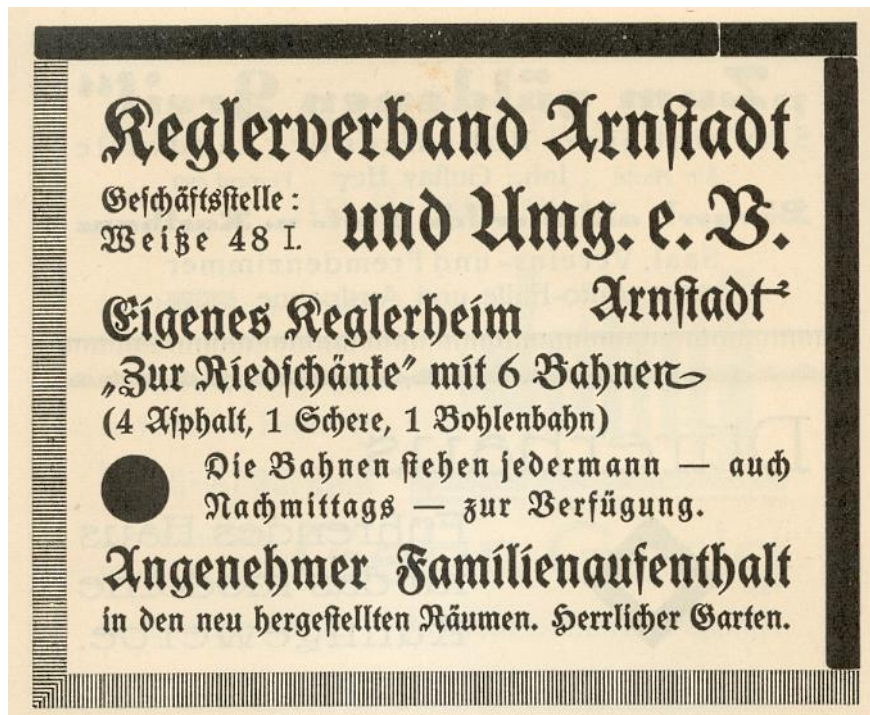 Keglerverband Arnstadt
Geschäftsstelle:
Weiße 48 I.
und Umg. e. V.
Arnstadt
Eigenes Keglerheim
„Zur Riedschänke” mit 6 Bahnen
(4 Asphalt, 1 Schere, 1 Bohlenbahn)
Die Bahnen stehen jedermann — auch
Nachmittags — zur Verfügung.
Angenehmer Familienaufenthalt
in den neu hergestellten Räumen. Herrlicher Garten.